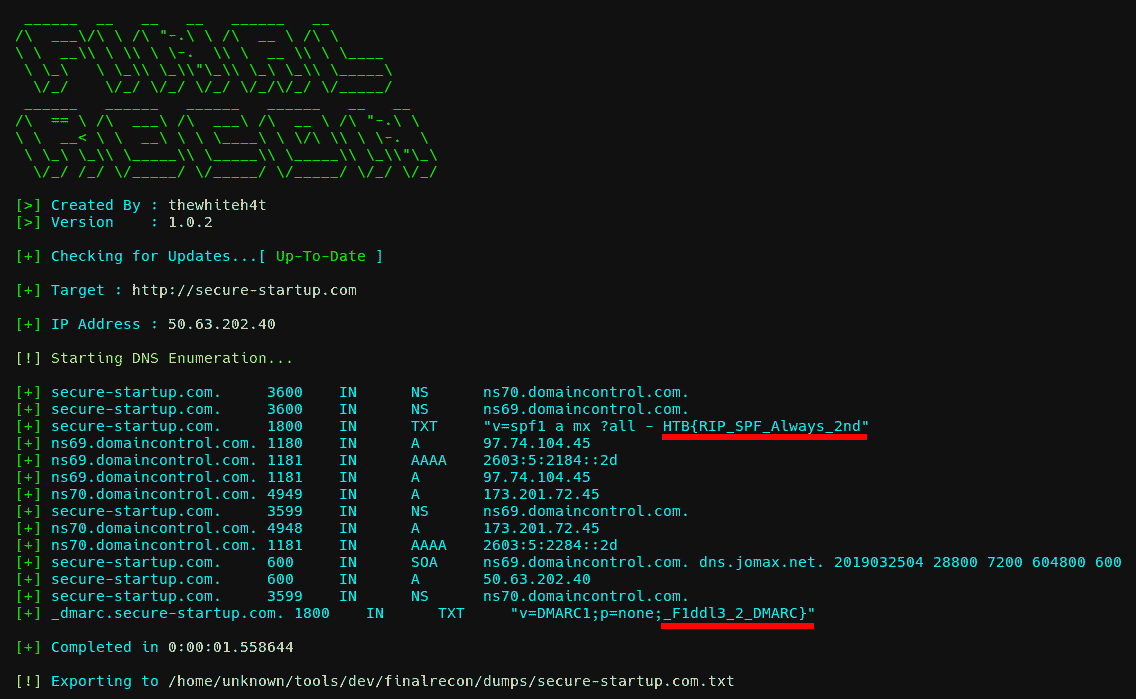 ______  __   __   __   ______   __
/\  ___\/\ \ /\ "-.\ \ /\  __ \ /\ \
\ \  __\\ \ \\ \ \-.  \\ \  __ \\ \ \____
 \ \_\   \ \_\\ \_\\"\_\\ \_\ \_\\ \_____\
  \/_/    \/_/ \/_/ \/_/ \/_/\/_/ \/_____/
 ______   ______   ______   ______   __   __
/\  == \ /\  ___\ /\  ___\ /\  __ \ /\ "-.\ \
\ \  __< \ \  __\ \ \ \____\ \ \/\ \\ \ \-.  \
 \ \_\ \_\\ \_____\\ \_____\\ \_____\\ \_\\"\_\
  \/_/ /_/ \/_____/ \/_____/ \/_____/ \/_/ \/_/
[>] Created By : thewhiteh4t
[>] Version    : 1.0.2
[+] Checking for Updates...[ Up-To-Date ]
[+] Target : http://secure-startup.com
[+] IP Address : 50.63.202.40
[!] Starting DNS Enumeration...
[+] secure-startup.com.     3600    IN      NS      ns70.domaincontrol.com.
[+] secure-startup.com.     3600    IN      NS      ns69.domaincontrol.com.
[+] secure-startup.com.     1800    IN      TXT     "v=spf1 a mx ?all - HTB{RIP_SPF_Always_2nd"
[+] ns69.domaincontrol.com. 1180    IN      A       97.74.104.45
[+] ns69.domaincontrol.com. 1181    IN      AAAA    2603:5:2184::2d
[+] ns69.domaincontrol.com. 1181    IN      A       97.74.104.45
[+] ns70.domaincontrol.com. 4949    IN      A       173.201.72.45
[+] secure-startup.com.     3599    IN      NS      ns69.domaincontrol.com.
[+] ns70.domaincontrol.com. 4948    IN      A       173.201.72.45
[+] ns70.domaincontrol.com. 1181    IN      AAAA    2603:5:2284::2d
[+] secure-startup.com.     600     IN      SOA     ns69.domaincontrol.com. dns.jomax.net. 2019032504 28800 7200 604800 600
[+] secure-startup.com.     600     IN      A       50.63.202.40
[+] secure-startup.com.     3599    IN      NS      ns70.domaincontrol.com.
[+] _dmarc.secure-startup.com. 1800    IN      TXT     "v=DMARC1;p=none;_F1ddl3_2_DMARC}"
[+] Completed in 0:00:01.558644
[!] Exporting to /home/unknown/tools/dev/finalrecon/dumps/secure-startup.com.txt